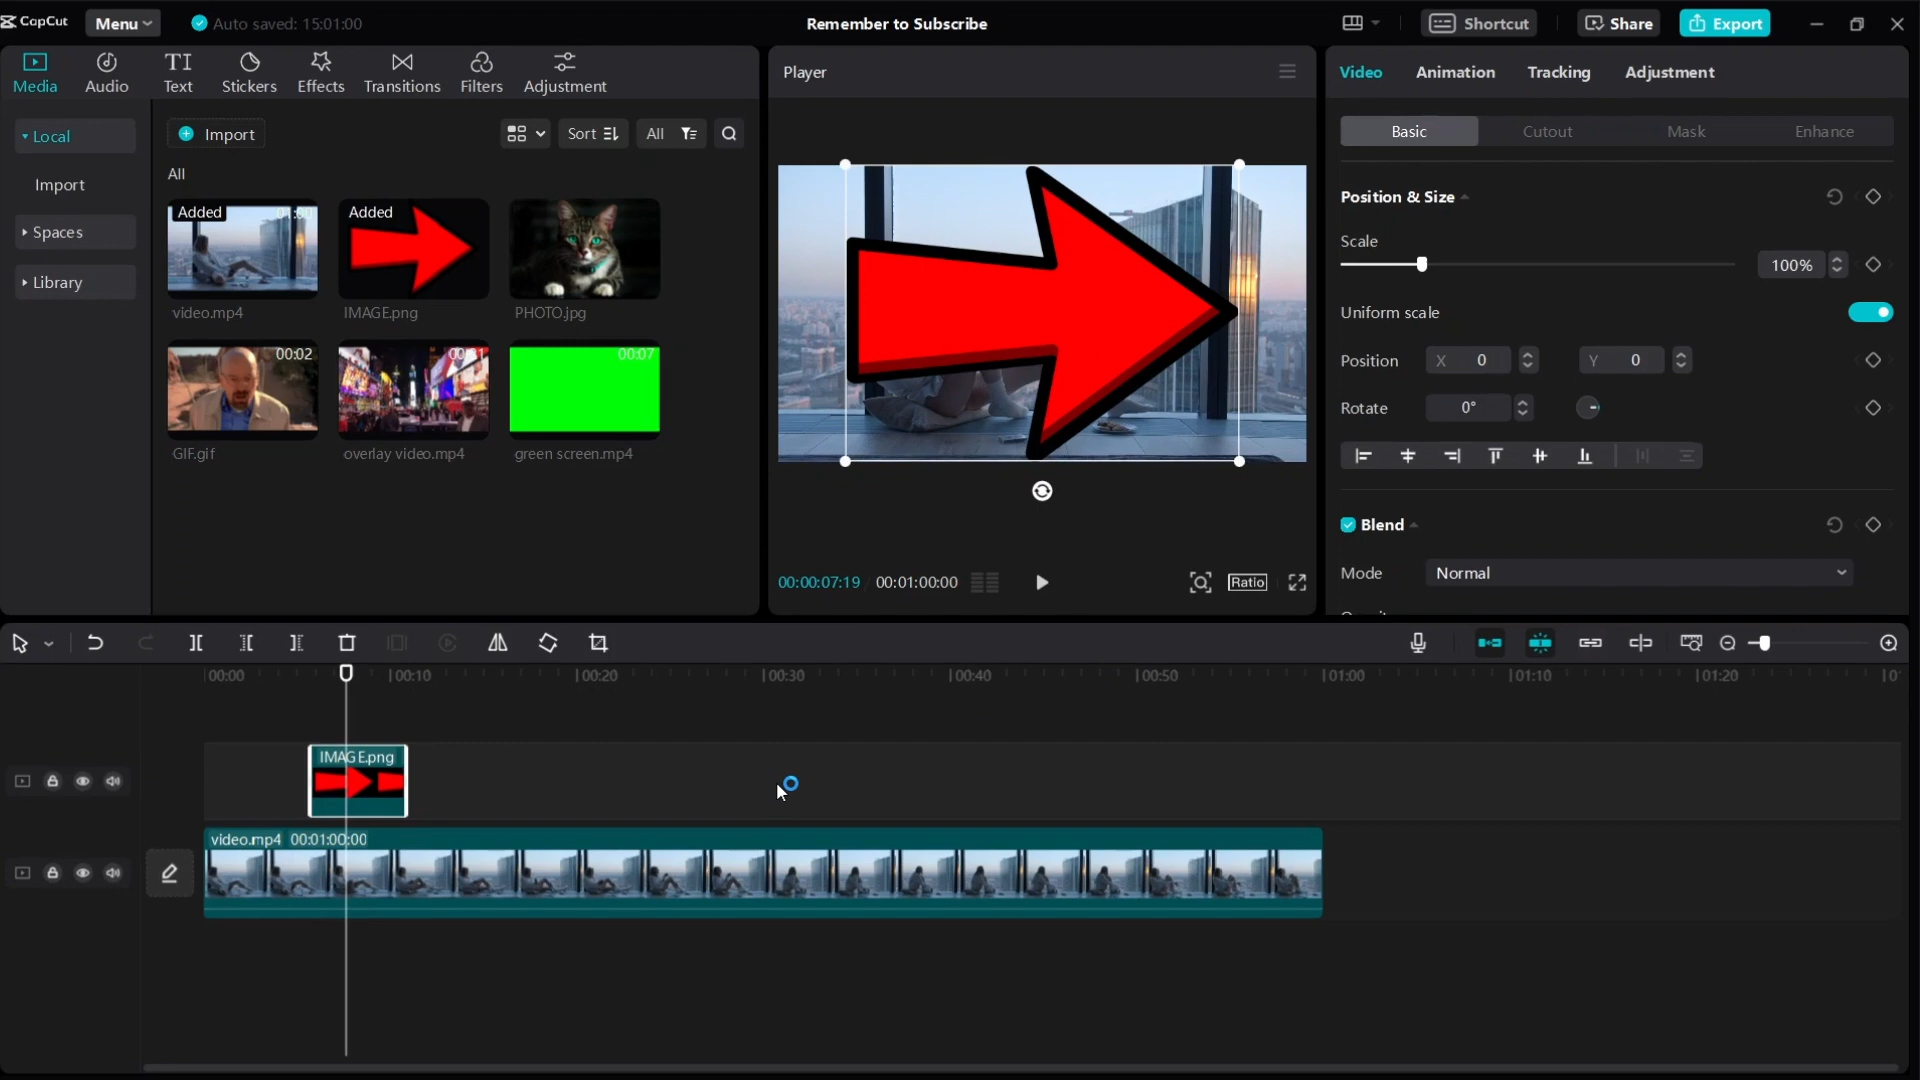 CapCut
Menu
Auto saved: 15:01:00
Remember to Subscribe
Shortcut
Share
Export
Media
Audio
Text
Stickers
Effects
Transitions
Filters
Adjustment
Local
Import
Spaces
Library
Import
Sort
All
All
Added
01:00
video.mp4
Added
IMAGE.png
PHOTO.jpg
00:02
GIF.gif
overlay video.mp4
00:07
green screen.mp4
Player
00:00:07:19
00:01:00:00
Ratio
Video
Animation
Tracking
Adjustment
Basic
Cutout
Mask
Enhance
Position & Size
Scale
100%
Uniform scale
Position X 0 Y 0
Rotate 0°
Blend
Mode Normal
00:00
00:10
00:20
00:30
00:40
00:50
01:00
01:10
01:20
IMAGE.png
video.mp4 00:01:00:00